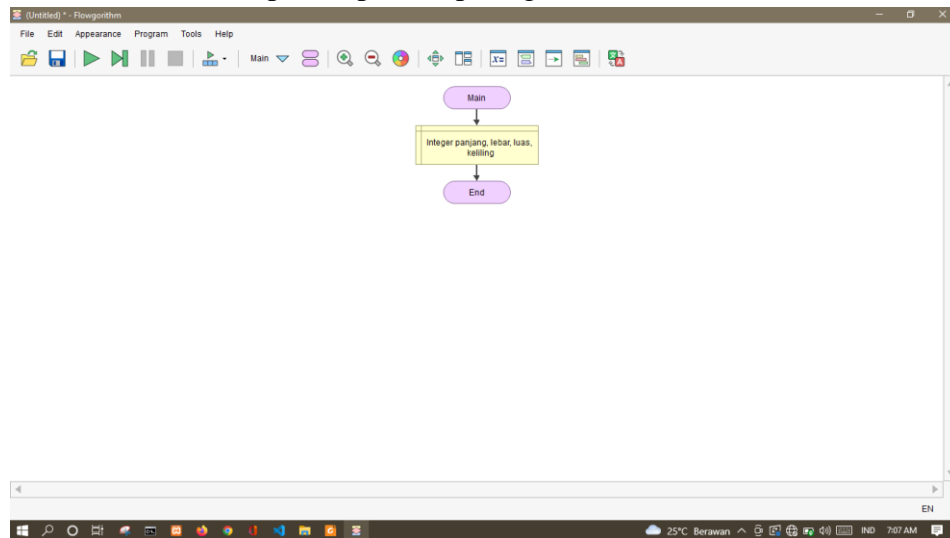 (Untitled) * - Flowgorithm
File Edit Appearance Program Tools Help
Main
X=
Main
Integer panjang, lebar, luas,
keliling
End
EN
25°C Berawan IND 7:07 AM